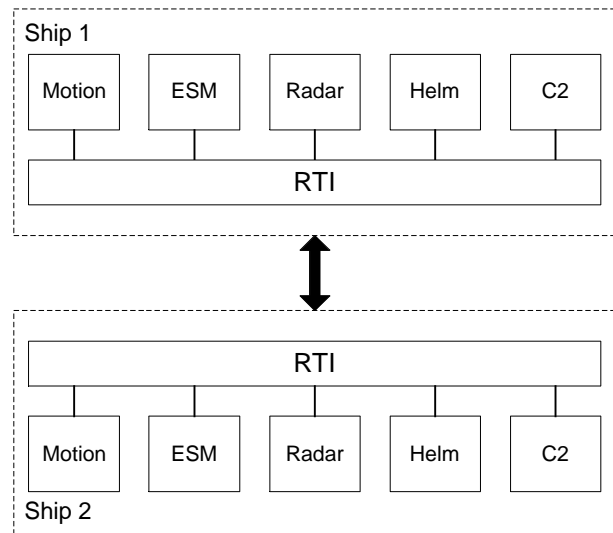 Ship 1
Motion ESM Radar Helm C2
RTI
RTI
Motion ESM Radar Helm C2
Ship 2